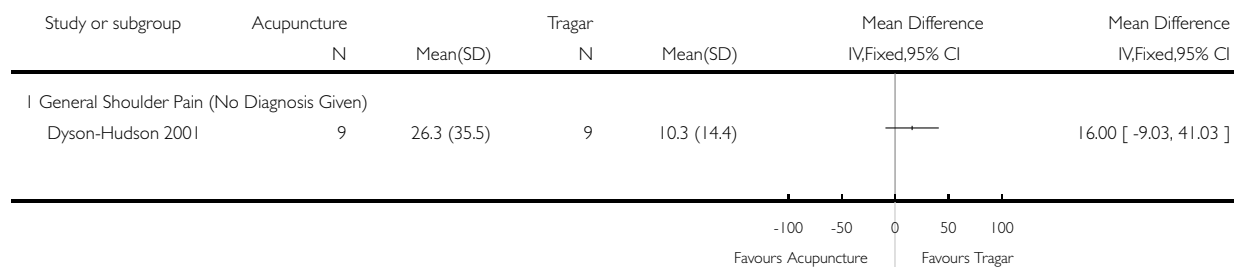 Study or subgroup Acupuncture Tragar Mean Difference Mean Difference
N Mean(SD) N Mean(SD) IV,Fixed,95% CI IV,Fixed,95% CI
1 General Shoulder Pain (No Diagnosis Given)
Dyson-Hudson 2001 9 26.3 (35.5) 9 10.3 (14.4) 16.00 [ -9.03, 41.03 ]
-100 -50 0 50 100
Favours Acupuncture Favours Tragar